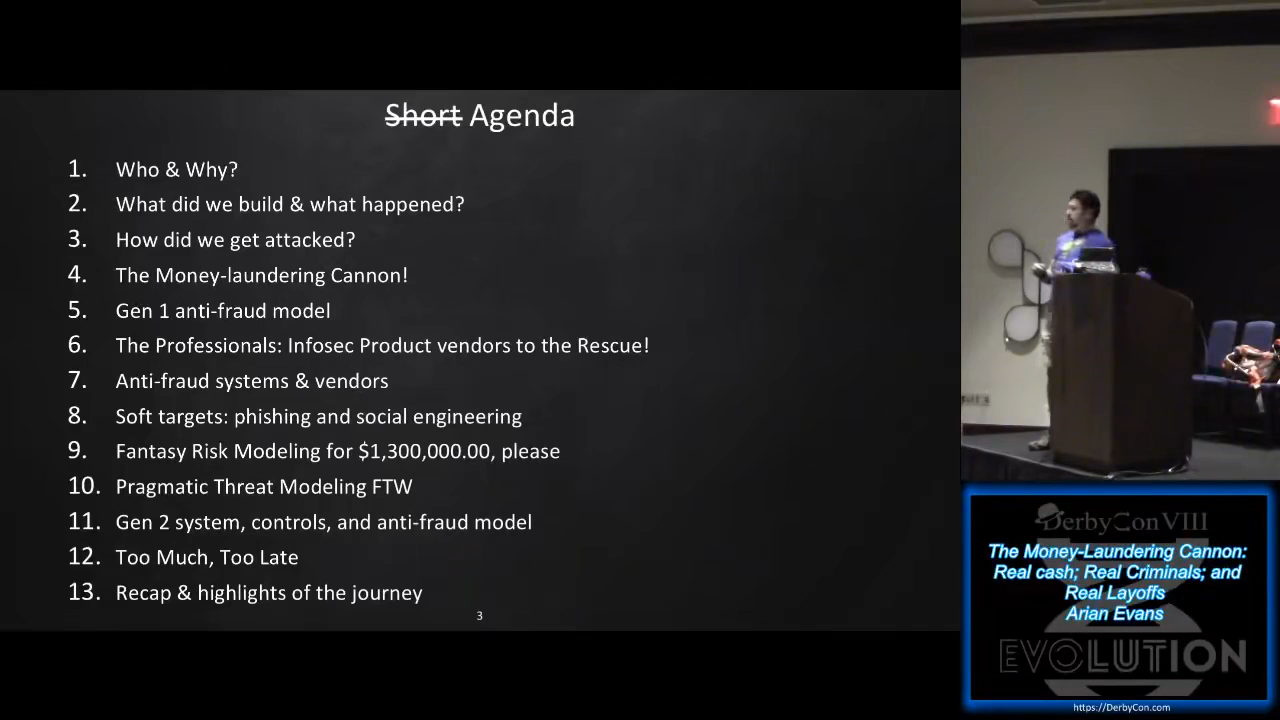 Short Agenda
1. Who & Why?
2. What did we build & what happened?
3. How did we get attacked?
4. The Money-laundering Cannon!
5. Gen 1 anti-fraud model
6. The Professionals: Infosec Product vendors to the Rescue!
7. Anti-fraud systems & vendors
8. Soft targets: phishing and social engineering
9. Fantasy Risk Modeling for $1,300,000.00, please
10. Pragmatic Threat Modeling FTW
11. Gen 2 system, controls, and anti-fraud model
12. Too Much, Too Late
13. Recap & highlights of the journey
3
DerbyCon VIII
The Money-Laundering Cannon:
Real cash; Real Criminals; and
Real Layoffs
Arian Evans
EVOLUTION
https://DerbyCon.com